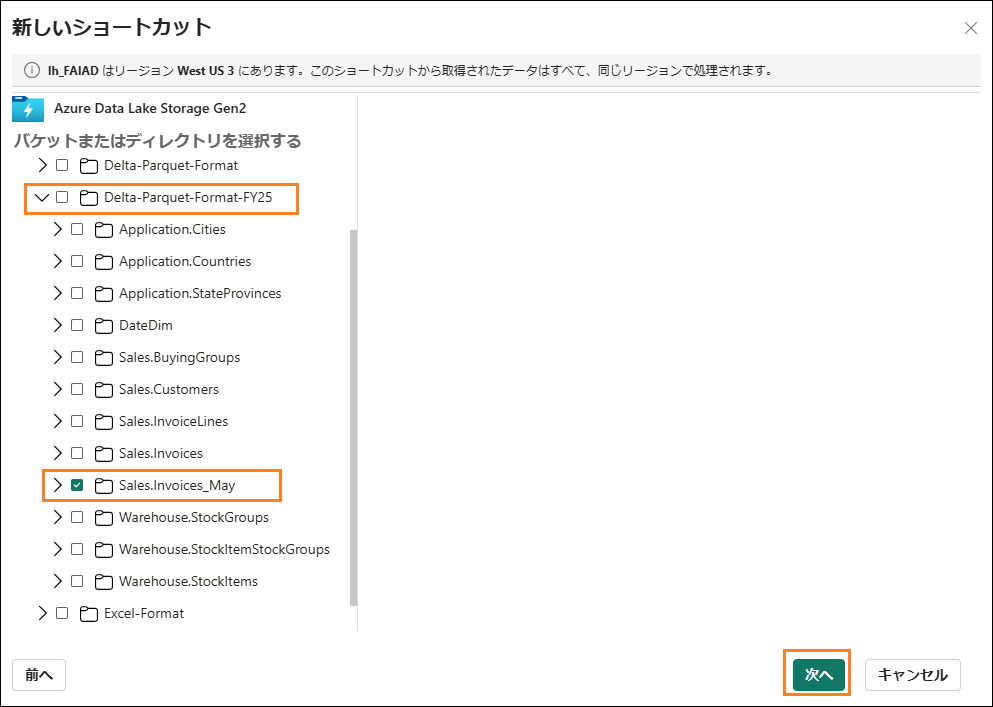 新しいショートカット
lh_FAIAD はリージョン West US 3 にあります。このショートカットから取得されたデータはすべて、同じリージョンで処理されます。
Azure Data Lake Storage Gen2
バケットまたはディレクトリを選択する
Delta-Parquet-Format
Delta-Parquet-Format-FY25
Application.Cities
Application.Countries
Application.StateProvinces
DateDim
Sales.BuyingGroups
Sales.Customers
Sales.InvoiceLines
Sales.Invoices
Sales.Invoices_May
Warehouse.StockGroups
Warehouse.StockItemStockGroups
Warehouse.StockItems
Excel-Format
前へ
次へ
キャンセル